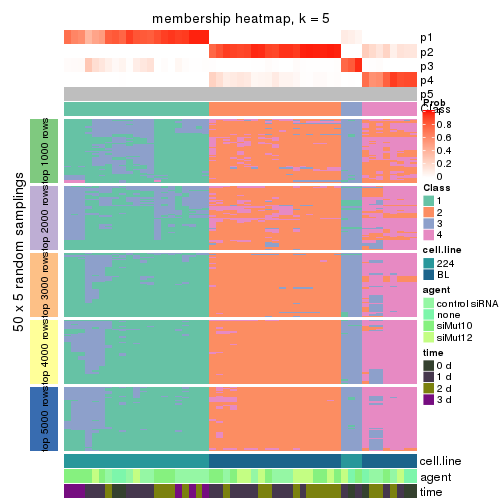 membership heatmap, k = 5
p1
p2
p3
p4
p5
Prob
Class
1
0.8
0.6
0.4
0.2
0
Class
1
2
3
4
cell.line
224
BL
agent
control siRNA
none
siMut10
siMut12
time
0 d
1 d
2 d
3 d
50 x 5 random samplings
top 1000 rows
top 2000 rows
top 3000 rows
top 4000 rows
top 5000 rows
cell.line
agent
time